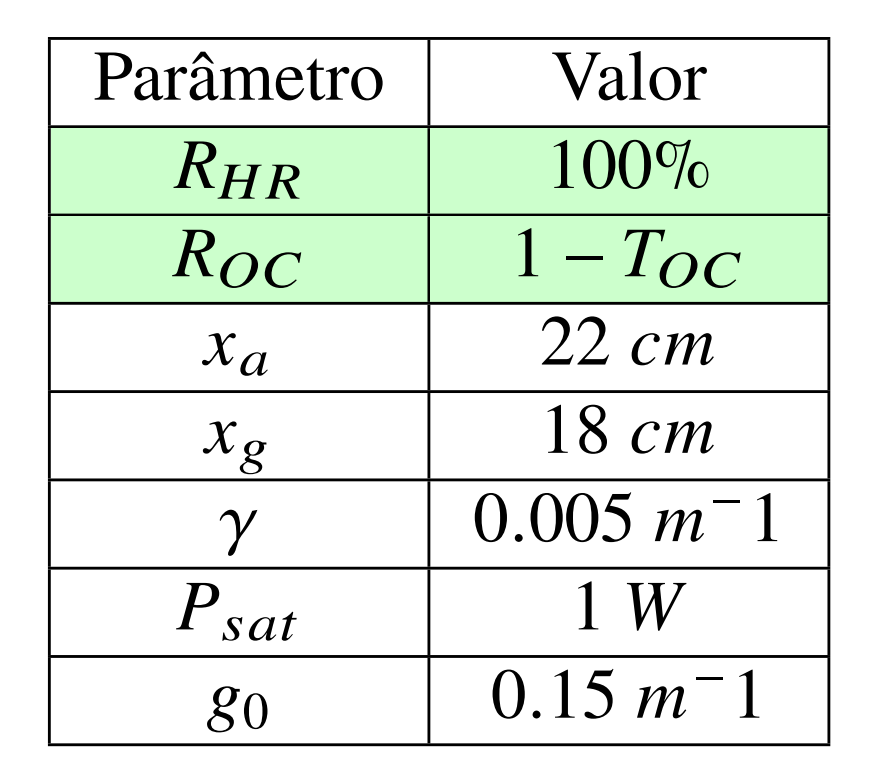 Parâmetro Valor
R_{HR} 100%
R_{OC} 1 − T_{OC}
x_a 22 cm
x_g 18 cm
γ 0.005 m^−1
P_{sat} 1 W
g_0 0.15 m^−1